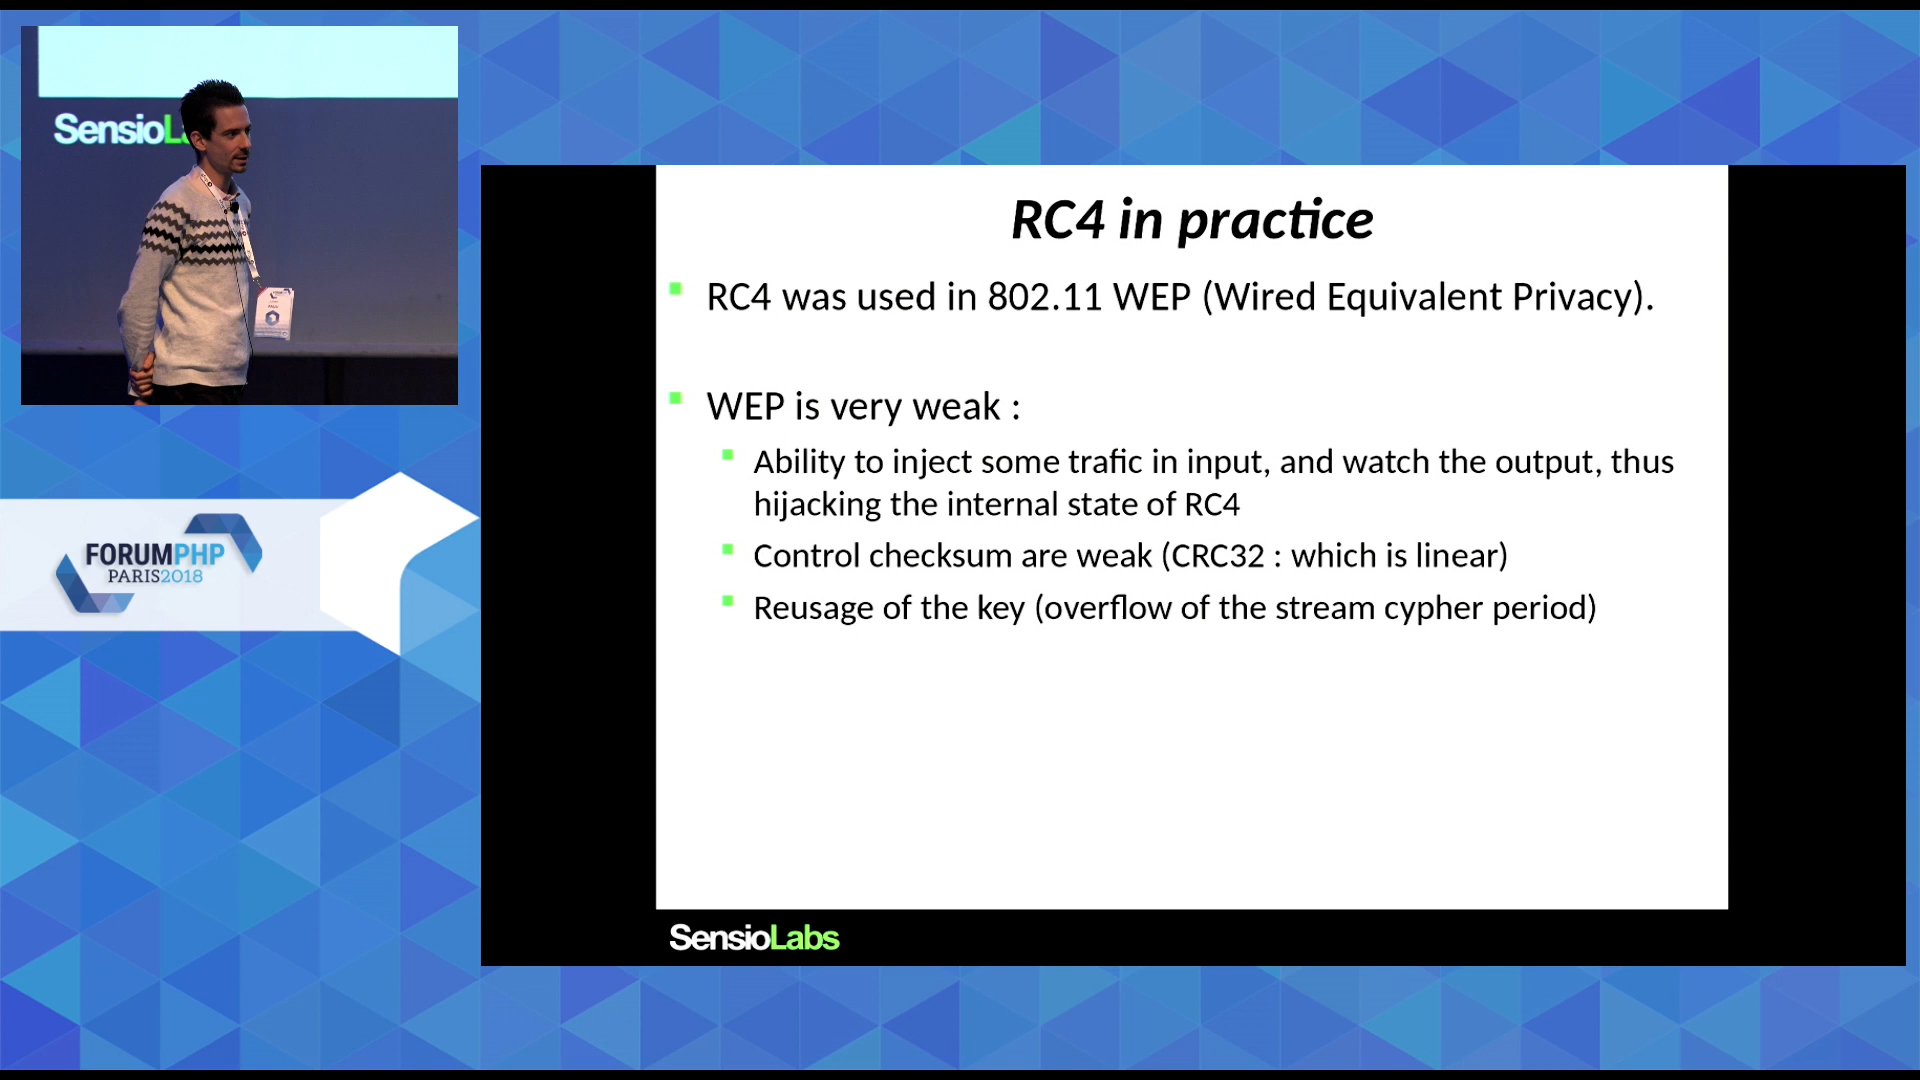 SensioL
RC4 in practice
RC4 was used in 802.11 WEP (Wired Equivalent Privacy).
WEP is very weak :
Ability to inject some trafic in input, and watch the output, thus
hijacking the internal state of RC4
Control checksum are weak (CRC32 : which is linear)
Reusage of the key (overflow of the stream cypher period)
FORUMPHP
PARIS2018
SensioLabs